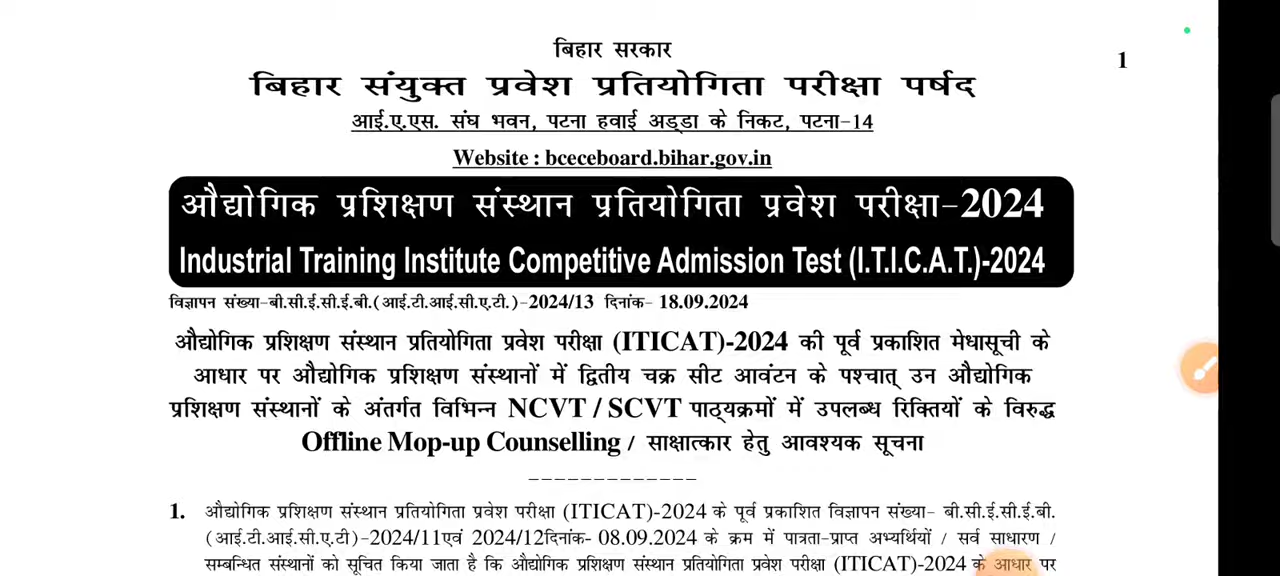 बिहार सरकार
1
बिहार संयुक्त प्रवेश प्रतियोगिता परीक्षा पर्षद
आई.ए.एस. संघ भवन, पटना हवाई अड्डा के निकट, पटना-14
Website : bceceboard.bihar.gov.in
औद्योगिक प्रशिक्षण संस्थान प्रतियोगिता प्रवेश परीक्षा-2024
Industrial Training Institute Competitive Admission Test (I.T.I.C.A.T.)-2024
विज्ञापन संख्या-बी.सी.ई.सी.ई.बी.(आई.टी.आई.सी.ए.टी.)-2024/13 दिनांक- 18.09.2024
औद्योगिक प्रशिक्षण संस्थान प्रतियोगिता प्रवेश परीक्षा (ITICAT)-2024 की पूर्व प्रकाशित मेधासूची के
आधार पर औद्योगिक प्रशिक्षण संस्थानों में द्वितीय चक्र सीट आवंटन के पश्चात् उन औद्योगिक
प्रशिक्षण संस्थानों के अंतर्गत विभिन्न NCVT / SCVT पाठ्यक्रमों में उपलब्ध रिक्तियों के विरुद्ध
Offline Mop-up Counselling / साक्षात्कार हेतु आवश्यक सूचना
-------------
1. औद्योगिक प्रशिक्षण संस्थान प्रतियोगिता प्रवेश परीक्षा (ITICAT)-2024 के पूर्व प्रकाशित विज्ञापन संख्या- बी.सी.ई.सी.ई.बी.
(आई.टी.आई.सी.ए.टी)-2024/11एवं 2024/12दिनांक- 08.09.2024 के क्रम में पात्रता-प्राप्त अभ्यर्थियों / सर्व साधारण /
सम्बन्धित संस्थानों को सूचित किया जाता है कि औद्योगिक प्रशिक्षण संस्थान प्रतियोगिता प्रवेश परीक्षा (ITICAT)-2024 के आधार पर